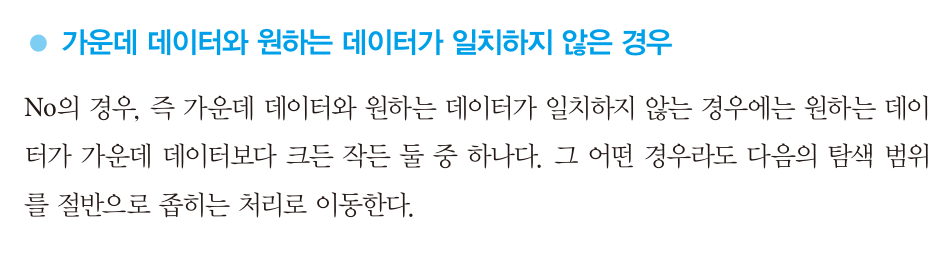 ● 가운데 데이터와 원하는 데이터가 일치하지 않은 경우
No의 경우, 즉 가운데 데이터와 원하는 데이터가 일치하지 않는 경우에는 원하는 데이
터가 가운데 데이터보다 크든 작든 둘 중 하나다. 그 어떤 경우라도 다음의 탐색 범위
를 절반으로 좁히는 처리로 이동한다.